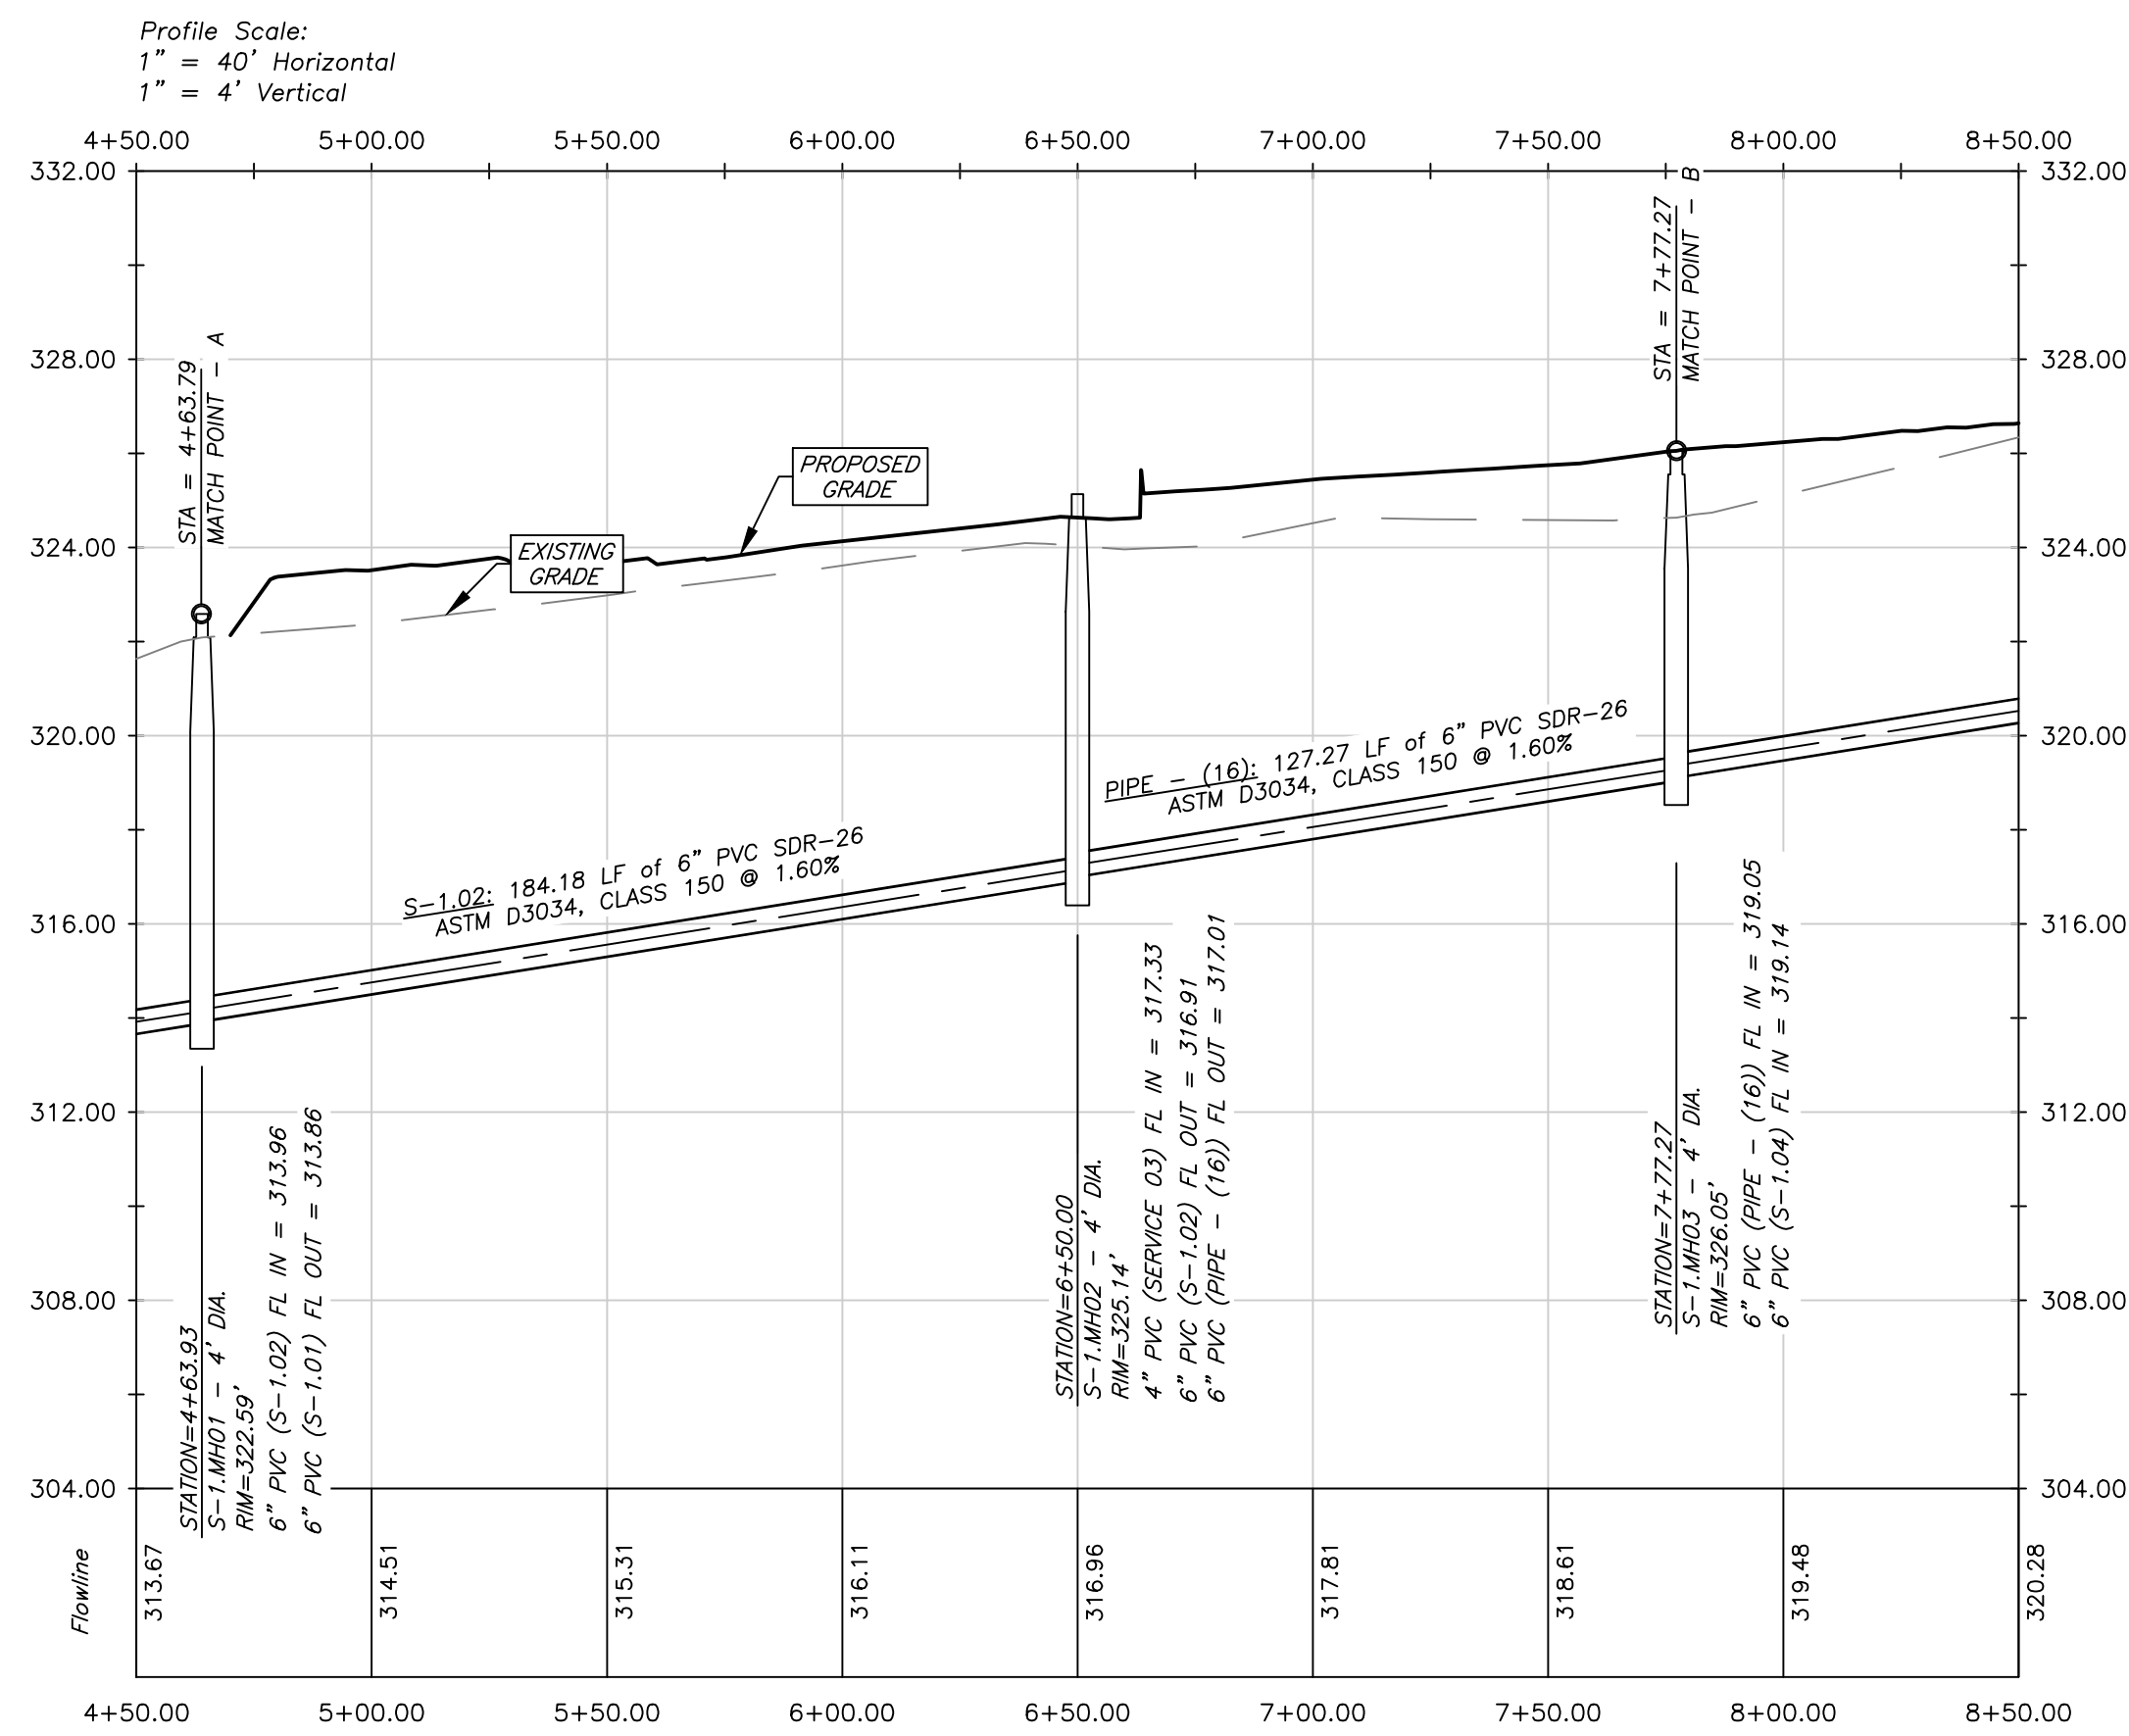 Profile Scale:
1" = 40' Horizontal
1" = 4' Vertical
4+50.00 5+00.00 5+50.00 6+00.00 6+50.00 7+00.00 7+50.00 8+00.00 8+50.00
332.00 332.00
328.00 328.00
324.00 324.00
320.00 320.00
316.00 316.00
312.00 312.00
308.00 308.00
304.00 304.00
STA = 4+63.79
MATCH POINT - A
STA = 7+77.27
MATCH POINT - B
PROPOSED
GRADE
EXISTING
GRADE
S-1.02: 184.18 LF of 6" PVC SDR-26
ASTM D3034, CLASS 150 @ 1.60%
PIPE - (16): 127.27 LF of 6" PVC SDR-26
ASTM D3034, CLASS 150 @ 1.60%
STATION=4+63.93
S-1.MH01 - 4' DIA.
RIM=322.59'
6" PVC (S-1.02) FL IN = 313.96
6" PVC (S-1.01) FL OUT = 313.86
STATION=6+50.00
S-1.MH02 - 4' DIA.
RIM=325.14'
4" PVC (SERVICE 03) FL IN = 317.33
6" PVC (S-1.02) FL OUT = 316.91
6" PVC (PIPE - (16)) FL OUT = 317.01
STATION=7+77.27
S-1.MH03 - 4' DIA.
RIM=326.05'
6" PVC (PIPE - (16)) FL IN = 319.05
6" PVC (S-1.04) FL IN = 319.14
Flowline
313.67 314.51 315.31 316.11 316.96 317.81 318.61 319.48 320.28
4+50.00 5+00.00 5+50.00 6+00.00 6+50.00 7+00.00 7+50.00 8+00.00 8+50.00